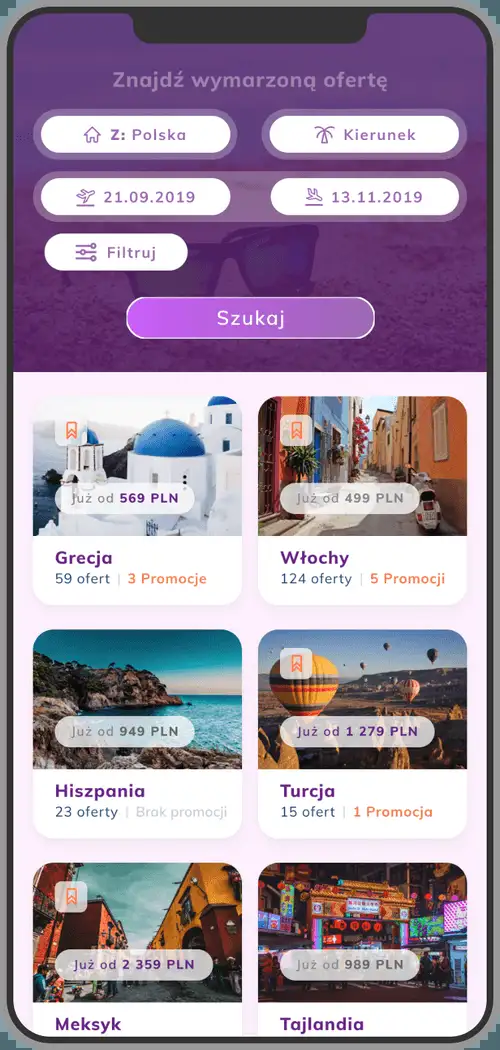 Znajdź wymarzoną ofertę
Z: Polska
Kierunek
21.09.2019
13.11.2019
Filtruj
Szukaj
Już od 569 PLN
Grecja
59 ofert | 3 Promocje
Już od 499 PLN
Włochy
124 oferty | 5 Promocji
Już od 949 PLN
Hiszpania
23 oferty | Brak promocji
Już od 1 279 PLN
Turcja
15 ofert | 1 Promocja
Już od 2 359 PLN
Meksyk
Już od 989 PLN
Tajlandia